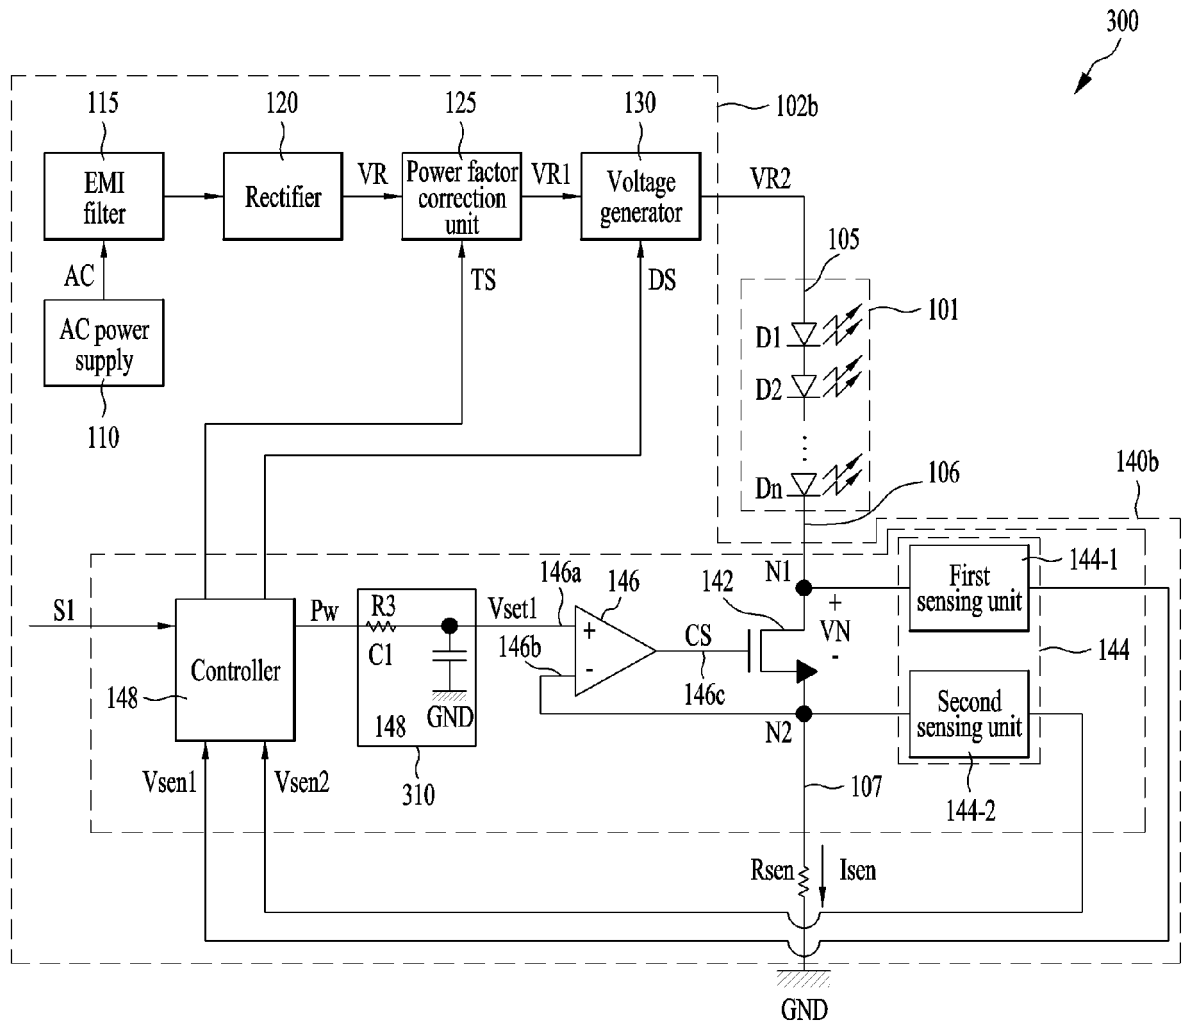 300
115
120
125
130
102b
EMI
filter
Rectifier
VR
Power factor
correction
unit
VR1
Voltage
generator
VR2
AC
TS
DS
105
101
AC power
supply
110
D1
D2
Dn
106
140b
S1
Pw
R3
C1
Vset1
146a
146
146b
CS
146c
142
N1
+
VN
-
First
sensing unit
144-1
144
Controller
148
+
-
GND
148
310
N2
Second
sensing unit
144-2
Vsen1
Vsen2
107
Rsen
Isen
GND